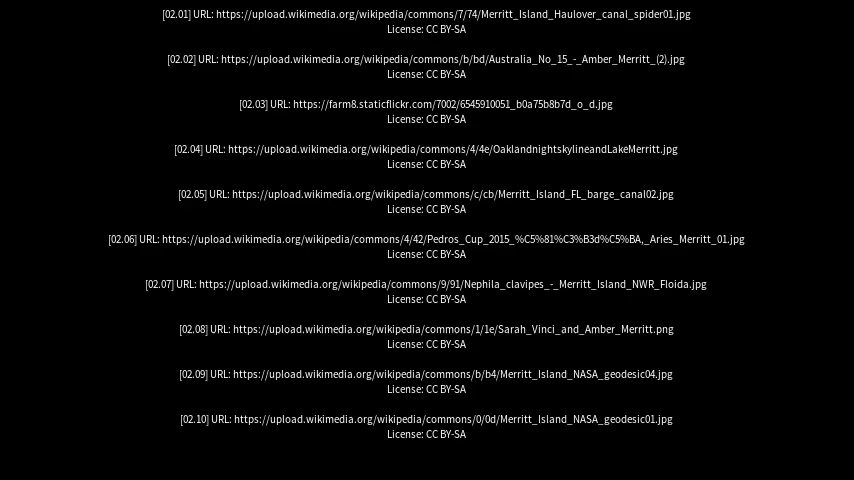 [02.01] URL: https://upload.wikimedia.org/wikipedia/commons/7/74/Merritt_Island_Haulover_canal_spider01.jpg
License: CC BY-SA
[02.02] URL: https://upload.wikimedia.org/wikipedia/commons/b/bd/Australia_No_15_-_Amber_Merritt_(2).jpg
License: CC BY-SA
[02.03] URL: https://farm8.staticflickr.com/7002/6545910051_b0a75b8b7d_o_d.jpg
License: CC BY-SA
[02.04] URL: https://upload.wikimedia.org/wikipedia/commons/4/4e/OaklandnightskylineandLakeMerritt.jpg
License: CC BY-SA
[02.05] URL: https://upload.wikimedia.org/wikipedia/commons/c/cb/Merritt_Island_FL_barge_canal02.jpg
License: CC BY-SA
[02.06] URL: https://upload.wikimedia.org/wikipedia/commons/4/42/Pedros_Cup_2015_%C5%81%C3%B3d%C5%BA,_Aries_Merritt_01.jpg
License: CC BY-SA
[02.07] URL: https://upload.wikimedia.org/wikipedia/commons/9/91/Nephila_clavipes_-_Merritt_Island_NWR_Floida.jpg
License: CC BY-SA
[02.08] URL: https://upload.wikimedia.org/wikipedia/commons/1/1e/Sarah_Vinci_and_Amber_Merritt.png
License: CC BY-SA
[02.09] URL: https://upload.wikimedia.org/wikipedia/commons/b/b4/Merritt_Island_NASA_geodesic04.jpg
License: CC BY-SA
[02.10] URL: https://upload.wikimedia.org/wikipedia/commons/0/0d/Merritt_Island_NASA_geodesic01.jpg
License: CC BY-SA